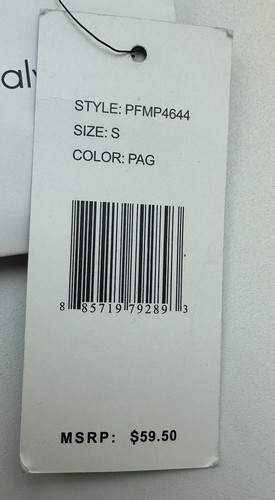 STYLE: PFMP4644
SIZE: S
COLOR: PAG
8 85719 79289 3
MSRP: $59.50